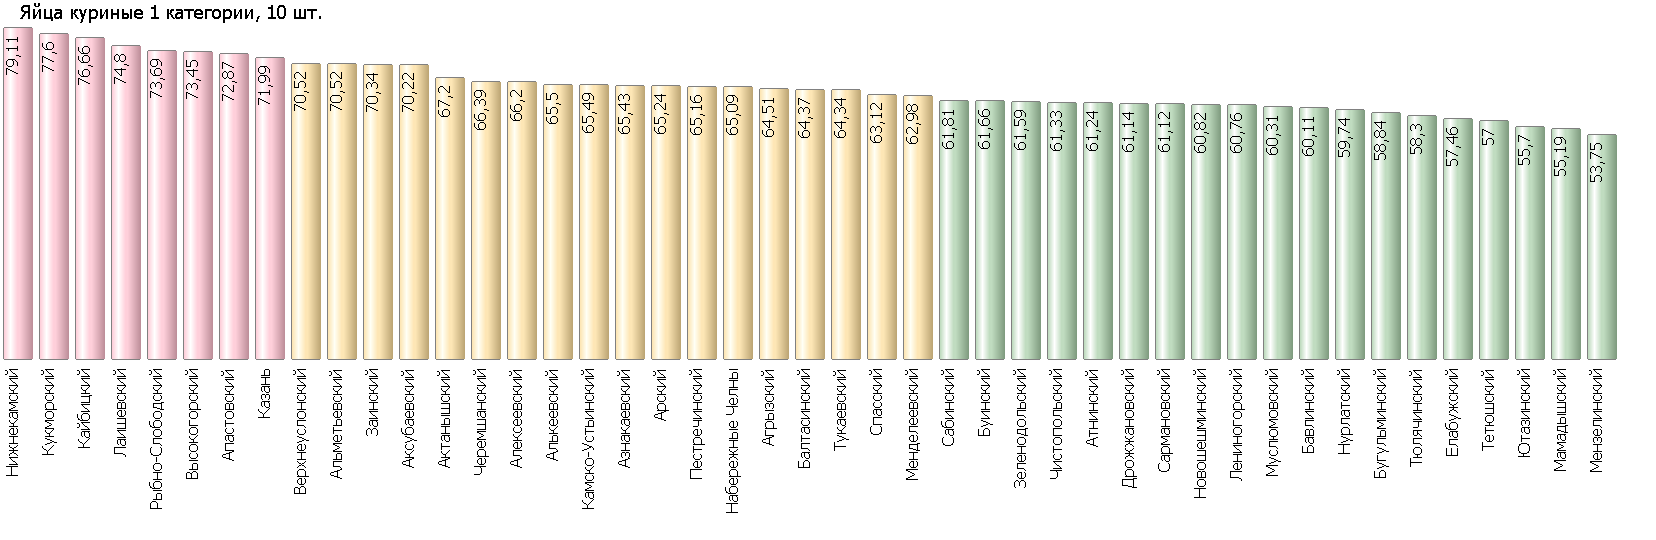 Яйца куриные 1 категории, 10 шт.
79,11
77,6
76,66
74,8
73,69
73,45
72,87
71,99
70,52
70,52
70,34
70,22
67,2
66,39
66,2
65,5
65,49
65,43
65,24
65,16
65,09
64,51
64,37
64,34
63,12
62,98
61,81
61,66
61,59
61,33
61,24
61,14
61,12
60,82
60,76
60,31
60,11
59,74
58,84
58,3
57,46
57
55,7
55,19
53,75
Нижнекамский
Кукморский
Кайбицкий
Лаишевский
Рыбно-Слободский
Высокогорский
Апастовский
Казань
Верхнеуслонский
Альметьевский
Заинский
Аксубаевский
Актанышский
Черемшанский
Алексеевский
Алькеевский
Камско-Устьинский
Азнакаевский
Арский
Пестречинский
Набережные Челны
Агрызский
Балтасинский
Тукаевский
Спасский
Менделеевский
Сабинский
Буинский
Зеленодольский
Чистопольский
Атнинский
Дрожжановский
Сармановский
Новошешминский
Лениногорский
Муслюмовский
Бавлинский
Нурлатский
Бугульминский
Тюлячинский
Елабужский
Тетюшский
Ютазинский
Мамадышский
Мензелинский